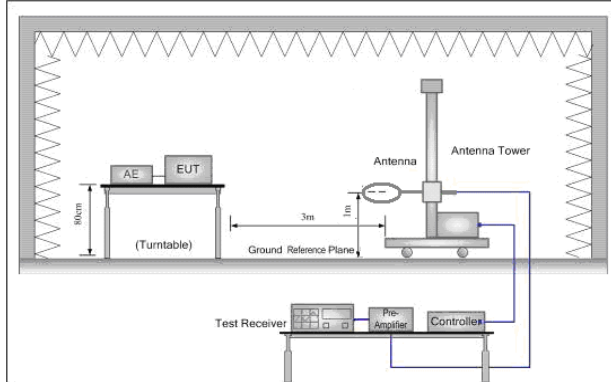 AE
EUT
80cm
(Turntable)
3m
Antenna
Antenna Tower
1m
Ground Reference Plane
Test Receiver
Pre-
Amplifier
Controller